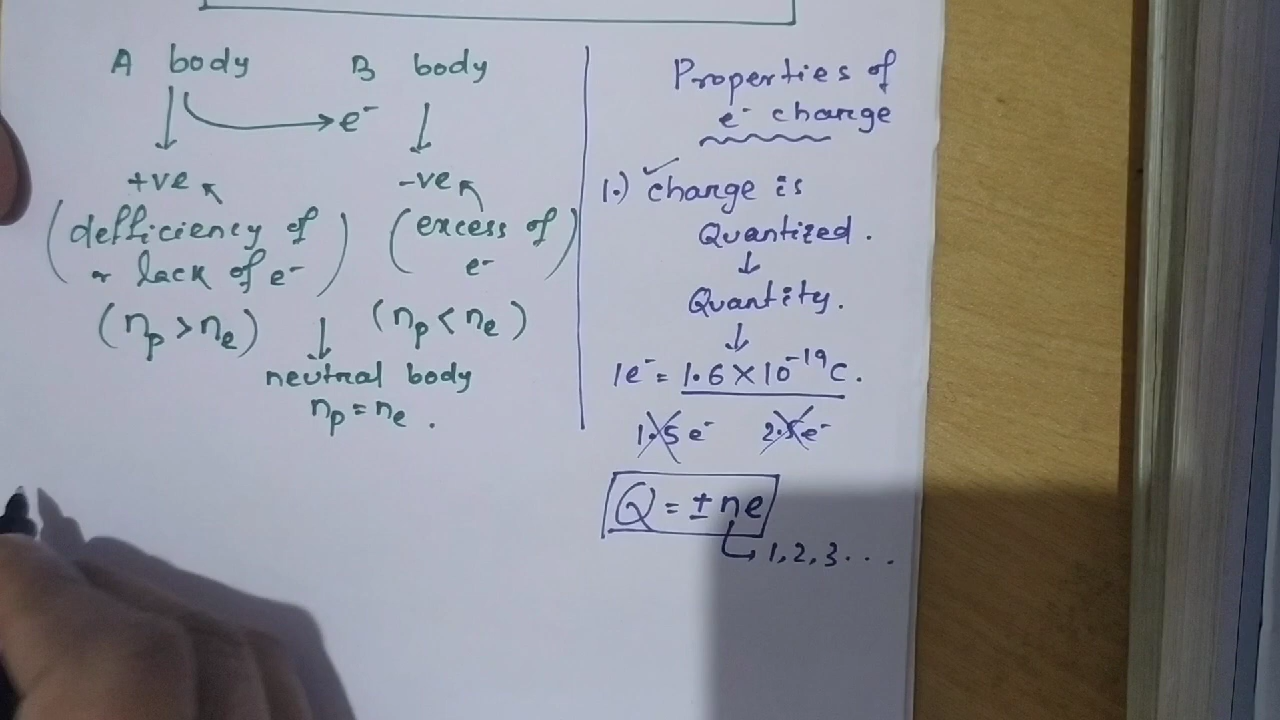 A body B body
e⁻
+ve -ve
(defficiency of (excess of
or lack of e⁻) e⁻)
(np > ne) (np < ne)
neutral body
np = ne .
Properties of
e⁻ charge
1.) charge is
Quantized .
↓
Quantity.
↓
1e⁻ = 1.6 × 10⁻¹⁹ C .
1.5 e⁻ 2.5e⁻
Q = ± ne
1, 2, 3 . . .